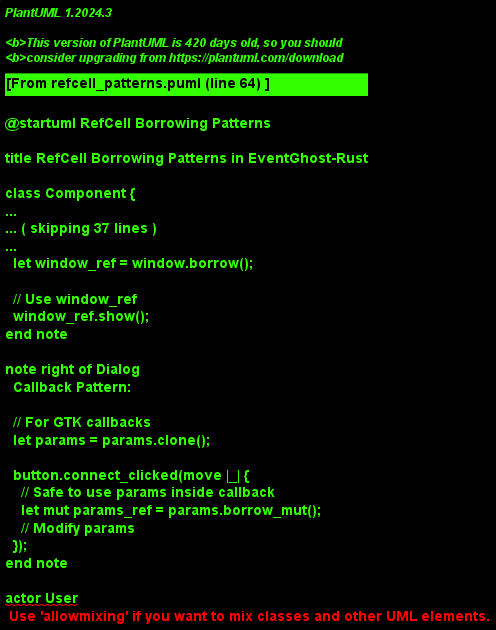 PlantUML 1.2024.3
<b>This version of PlantUML is 420 days old, so you should
<b>consider upgrading from https://plantuml.com/download
[From refcell_patterns.puml (line 64) ]
@startuml RefCell Borrowing Patterns
title RefCell Borrowing Patterns in EventGhost-Rust
class Component {
...
... ( skipping 37 lines )
...
let window_ref = window.borrow();
// Use window_ref
window_ref.show();
end note
note right of Dialog
Callback Pattern:
// For GTK callbacks
let params = params.clone();
button.connect_clicked(move |_| {
// Safe to use params inside callback
let mut params_ref = params.borrow_mut();
// Modify params
});
end note
actor User
Use 'allowmixing' if you want to mix classes and other UML elements.